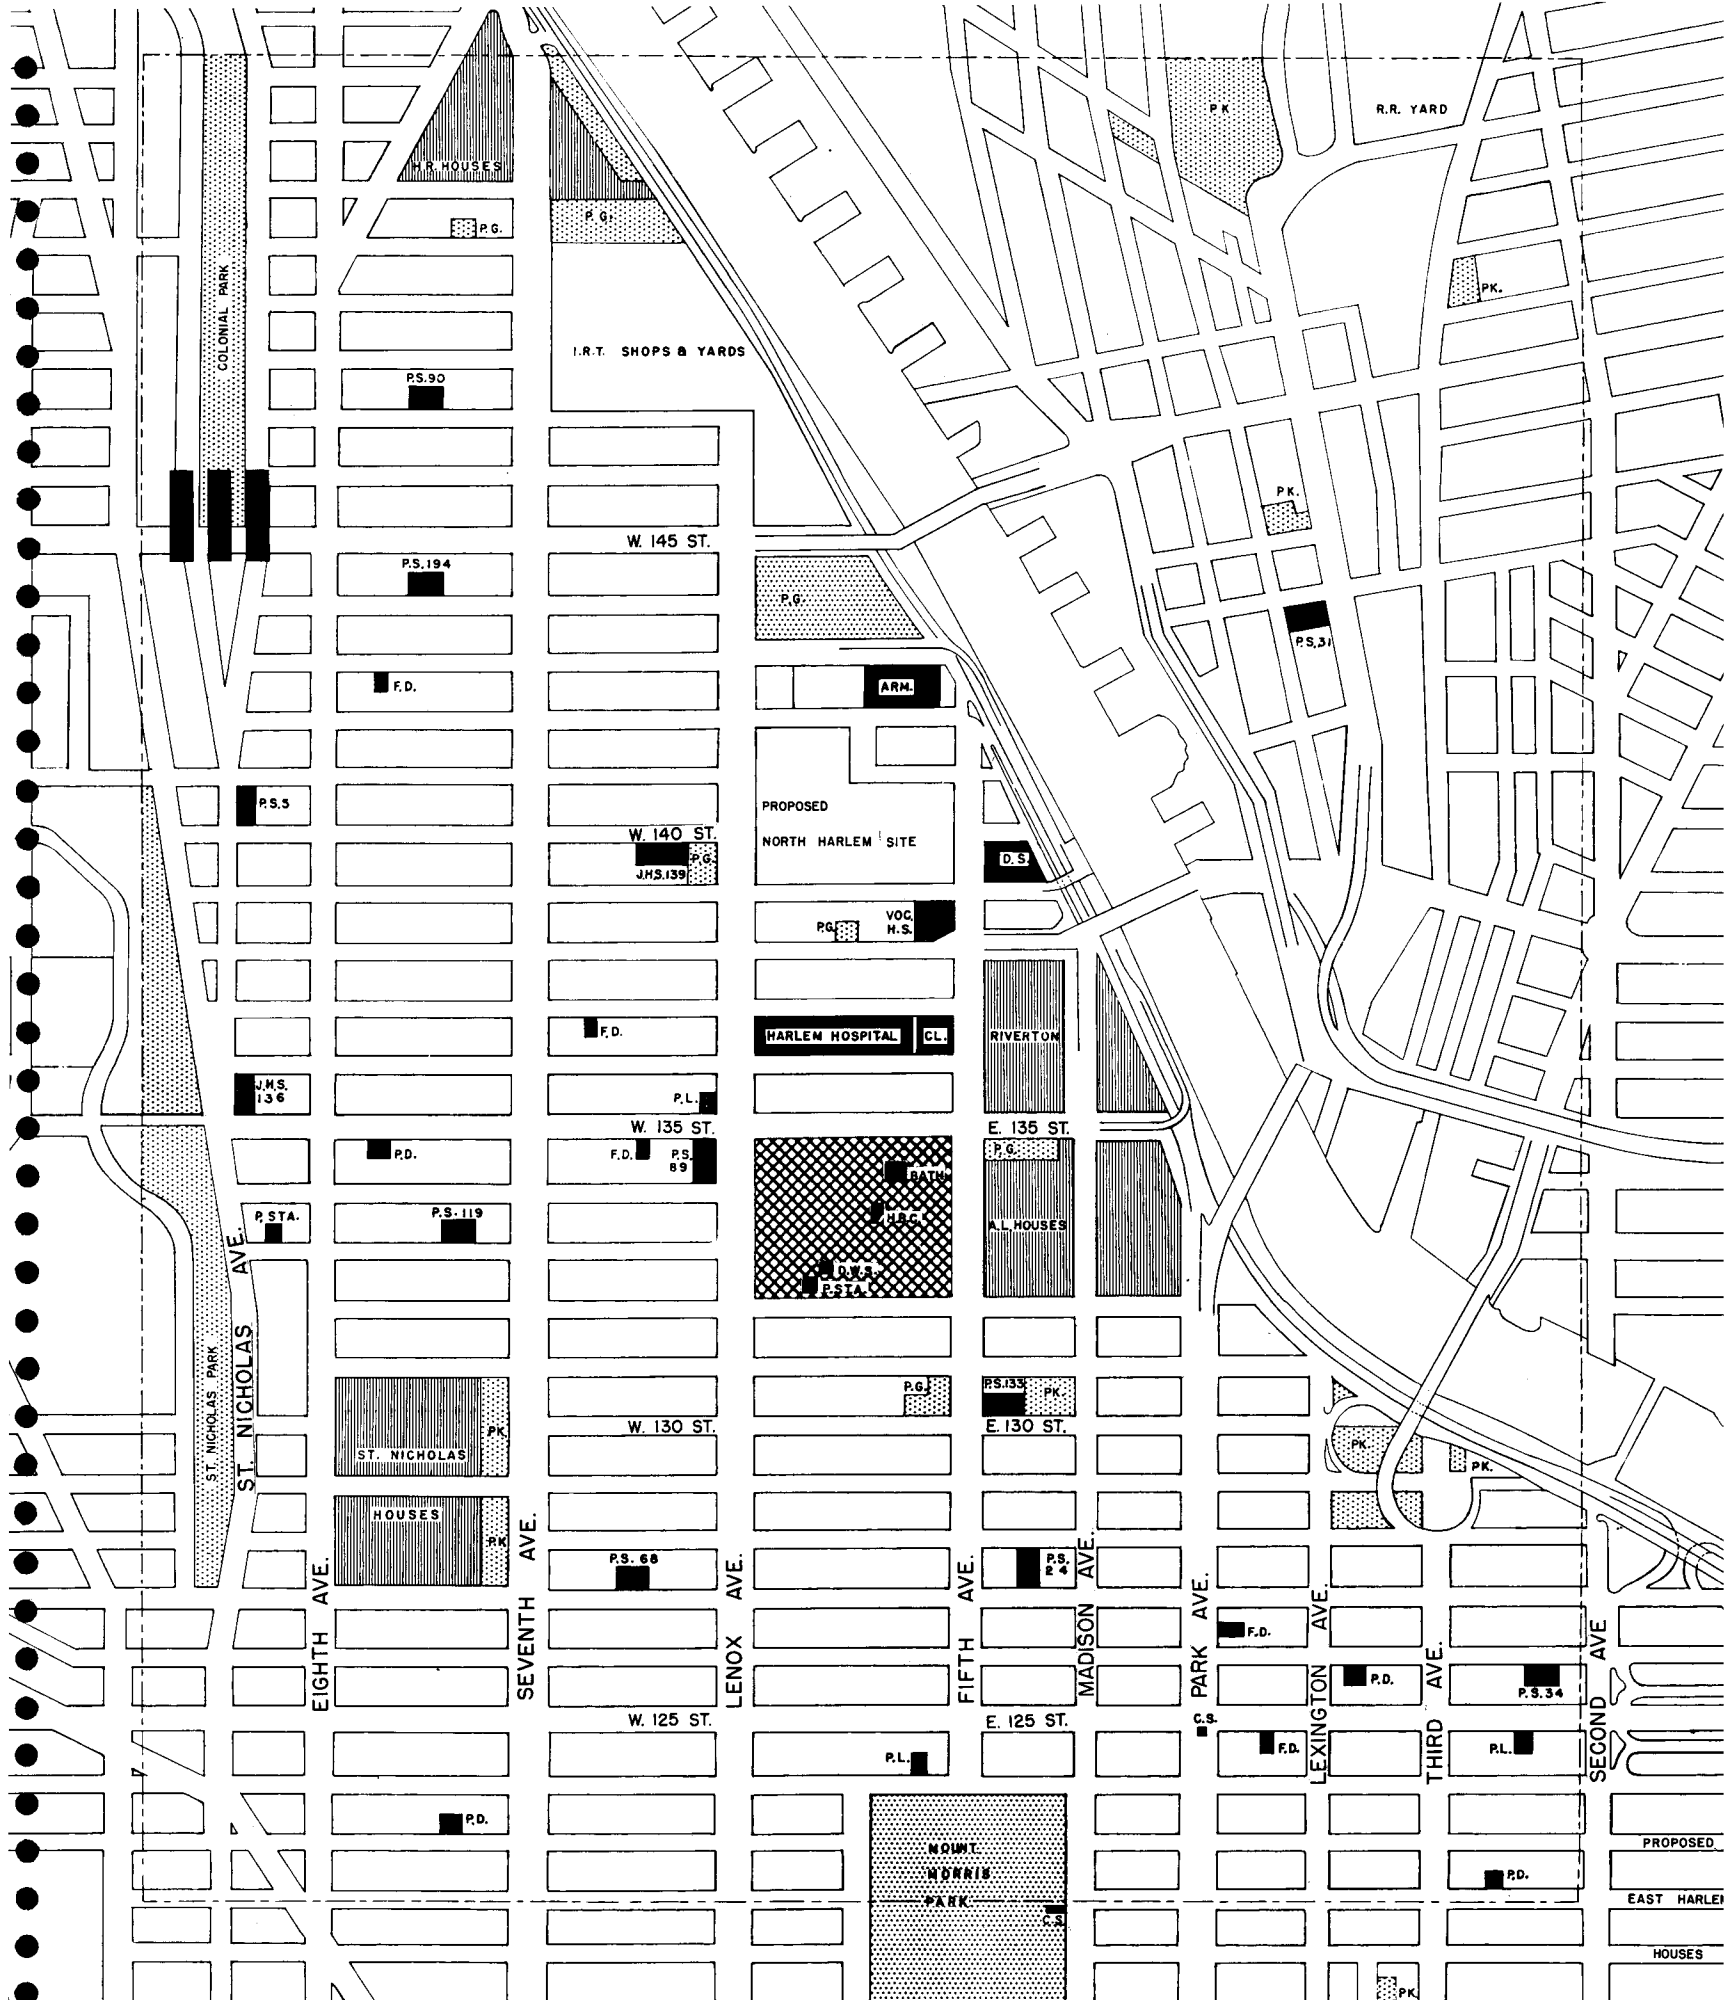 PK.
R.R. YARD
H.R. HOUSES
P.G.
P.G.
COLONIAL PARK
PK.
I.R.T. SHOPS & YARDS
P.S.90
PK.
W. 145 ST.
P.S.194
P.G.
P.S.31
F.D.
ARM.
P.S.5
PROPOSED
NORTH HARLEM SITE
W. 140 ST.
P.G.
J.H.S.139
D.S.
P.G.
VOC.
H.S.
F.D.
HARLEM HOSPITAL
CL.
RIVERTON
J.H.S.
136
P.L.
W. 135 ST.
E. 135 ST.
P.D.
F.D.
P.S.
89
P.G.
BATH
P. STA.
P.S.119
H.B.C.
A.L. HOUSES
D.W.S.
P. STA.
ST. NICHOLAS PARK
ST. NICHOLAS AVE.
P.G.
P.S.133
PK.
W. 130 ST.
E. 130 ST.
PK.
ST. NICHOLAS
PK.
PK.
HOUSES
PK.
P.S. 68
P.S.
24
EIGHTH AVE.
SEVENTH AVE.
LENOX AVE.
FIFTH AVE.
MADISON AVE.
PARK AVE.
LEXINGTON AVE.
THIRD AVE.
SECOND AVE
F.D.
P.D.
P.S.34
W. 125 ST.
E. 125 ST.
C.S.
P.L.
F.D.
P.L.
P.D.
MOUNT
MORRIS
PARK
C.S.
P.D.
PROPOSED
EAST HARLE
HOUSES
PK.